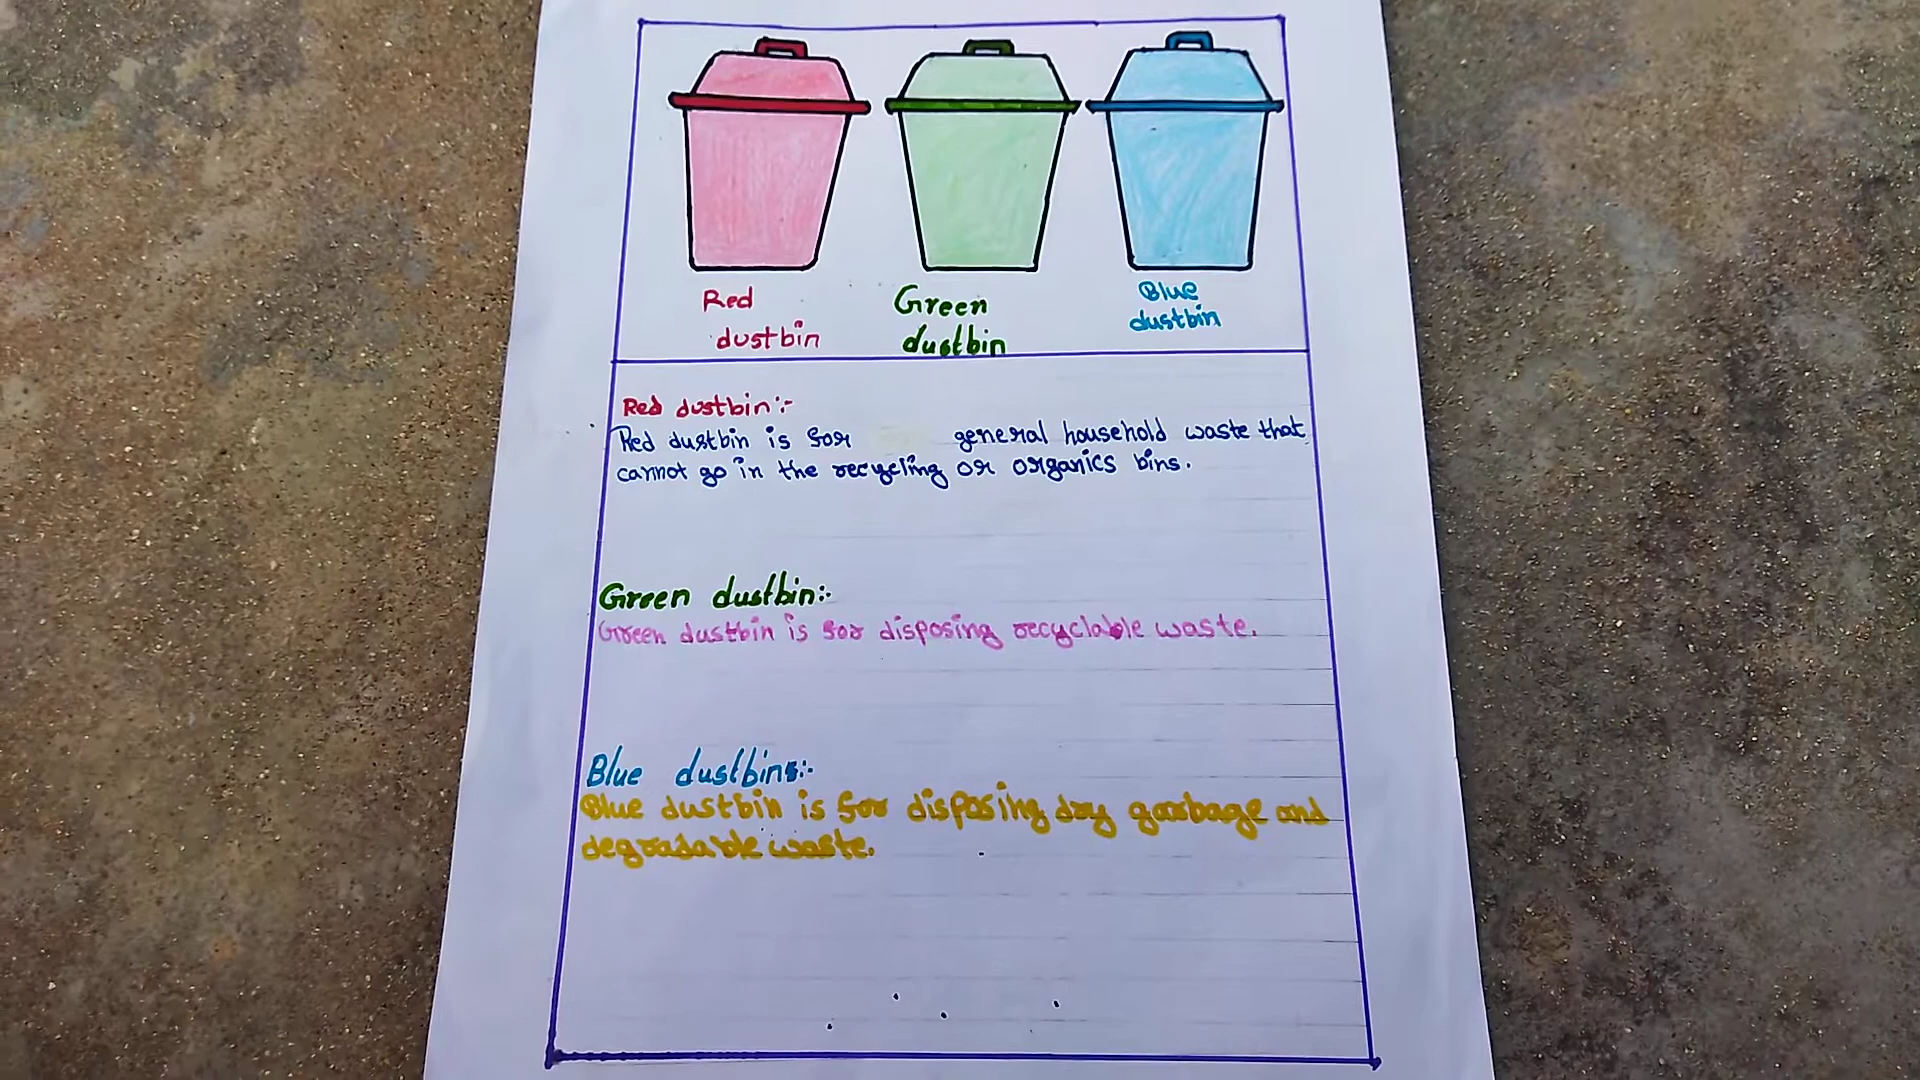 Red
dustbin
Green
dustbin
Blue
dustbin
Red dustbin:-
Red dustbin is for general household waste that
cannot go in the recycling or organics bins.
Green dustbin:-
Green dustbin is for disposing recyclable waste.
Blue dustbins:-
Blue dustbin is for disposing dry garbage and
degradable waste.